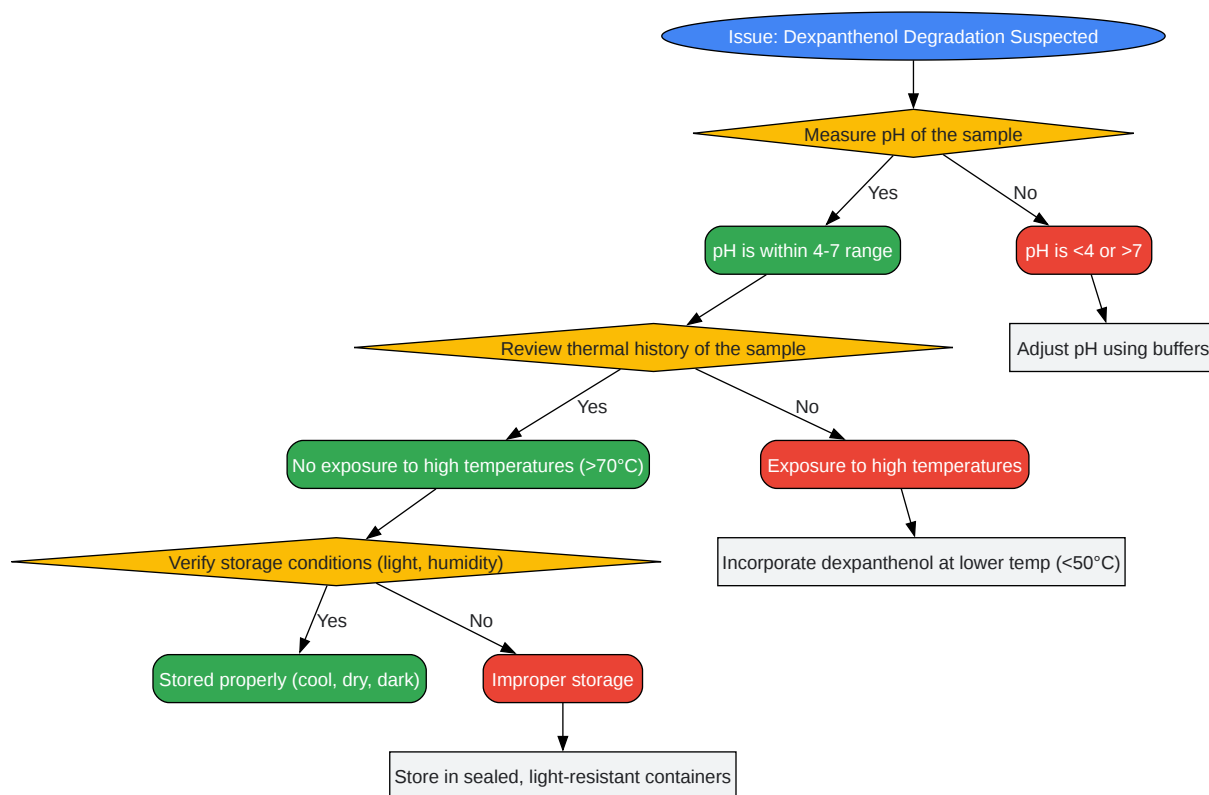 Issue: Dexpanthenol Degradation Suspected
Measure pH of the sample
Yes
No
pH is within 4-7 range
pH is <4 or >7
Review thermal history of the sample
Adjust pH using buffers
Yes
No
No exposure to high temperatures (>70°C)
Exposure to high temperatures
Verify storage conditions (light, humidity)
Incorporate dexpanthenol at lower temp (<50°C)
Yes
No
Stored properly (cool, dry, dark)
Improper storage
Store in sealed, light-resistant containers